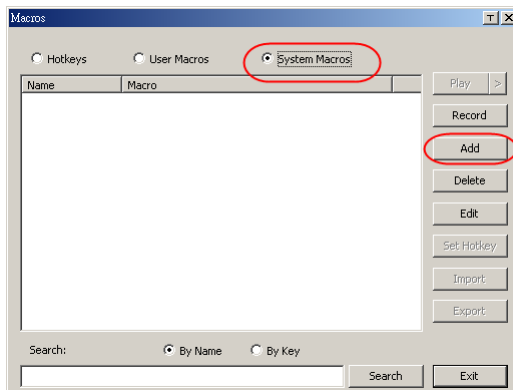 Macros
T X
Hotkeys User Macros System Macros
Name Macro
Play >
Record
Add
Delete
Edit
Set Hotkey
Import
Export
Search: By Name By Key
Search Exit